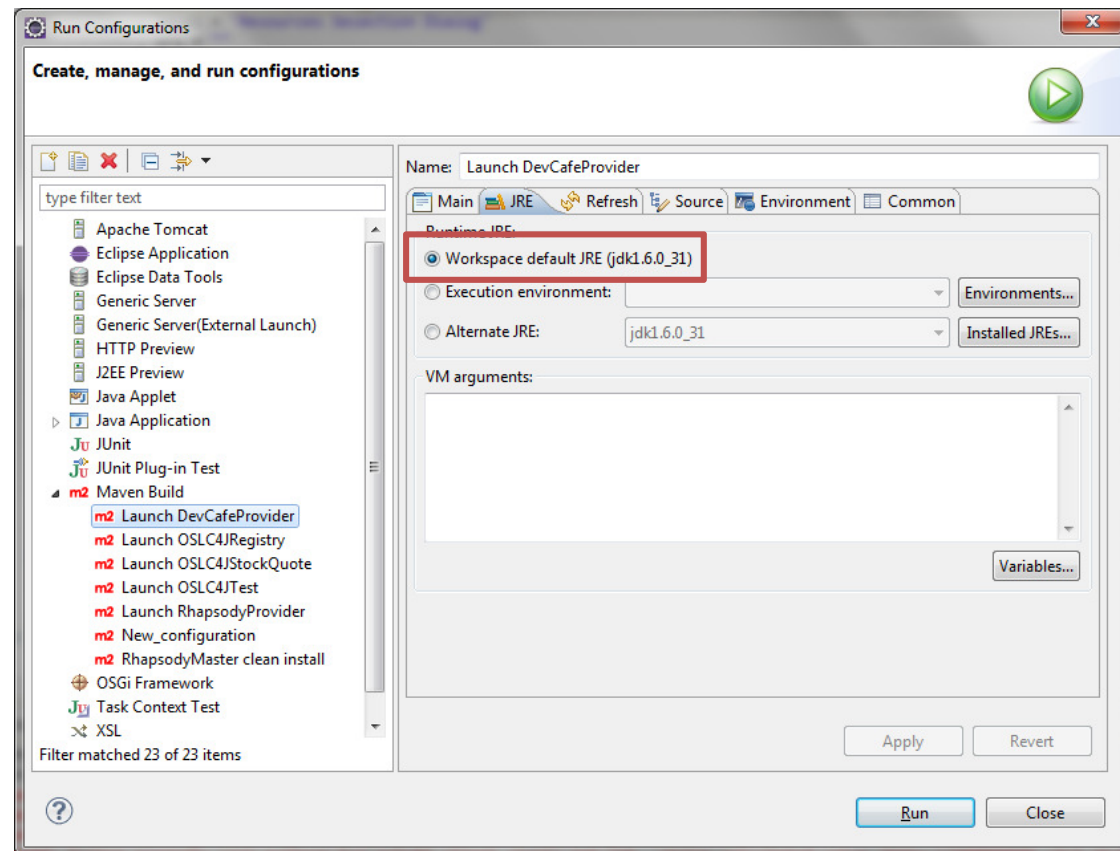 Run Configurations
Create, manage, and run configurations
type filter text
Apache Tomcat
Eclipse Application
Eclipse Data Tools
Generic Server
Generic Server(External Launch)
HTTP Preview
J2EE Preview
Java Applet
Java Application
JUnit
JUnit Plug-in Test
m2 Maven Build
m2 Launch DevCafeProvider
m2 Launch OSLC4JRegistry
m2 Launch OSLC4JStockQuote
m2 Launch OSLC4JTest
m2 Launch RhapsodyProvider
m2 New_configuration
m2 RhapsodyMaster clean install
OSGi Framework
Task Context Test
XSL
Filter matched 23 of 23 items
Name: Launch DevCafeProvider
Main JRE Refresh Source Environment Common
Runtime JRE:
Workspace default JRE (jdk1.6.0_31)
Execution environment: Environments...
Alternate JRE: jdk1.6.0_31 Installed JREs...
VM arguments:
Variables...
Apply Revert
Run Close